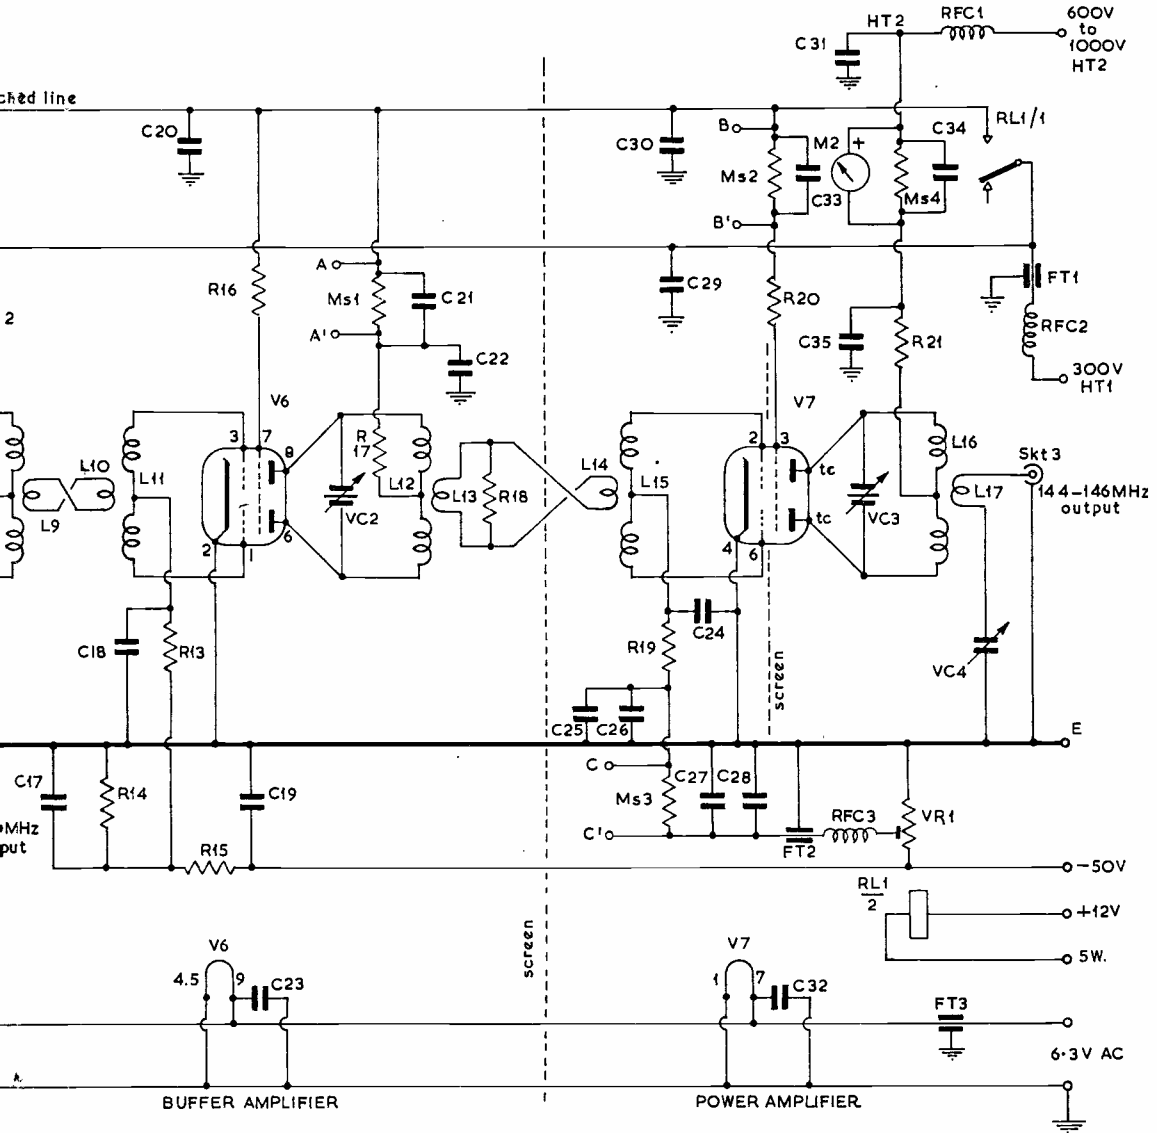 HT2
RFC1
600V
to
1000V
HT2
C31
ched line
C20
C30
B
M2
+
C34
RL1/1
Ms2
C33
Ms4
B'
A
R16
Ms1
C21
C29
R20
FT1
2
A'
C22
C35
R21
RFC2
300V
HT1
V6
V7
3
7
8
R
17
2
3
L16
L10
L11
L12
L13
R18
L14
L15
tc
Skt 3
L9
VC2
VC3
L17
144-146MHz
output
6
tc
2
1
4
6
C18
R13
R19
C24
screen
VC4
C25
C26
E
C17
R14
C19
C
C27
C28
Ms3
RFC3
VR1
MHz
put
R15
C'
FT2
-50V
RL1
2
+12V
screen
5W.
V6
V7
4.5
9
C23
1
7
C32
FT3
6.3V AC
BUFFER AMPLIFIER
POWER AMPLIFIER